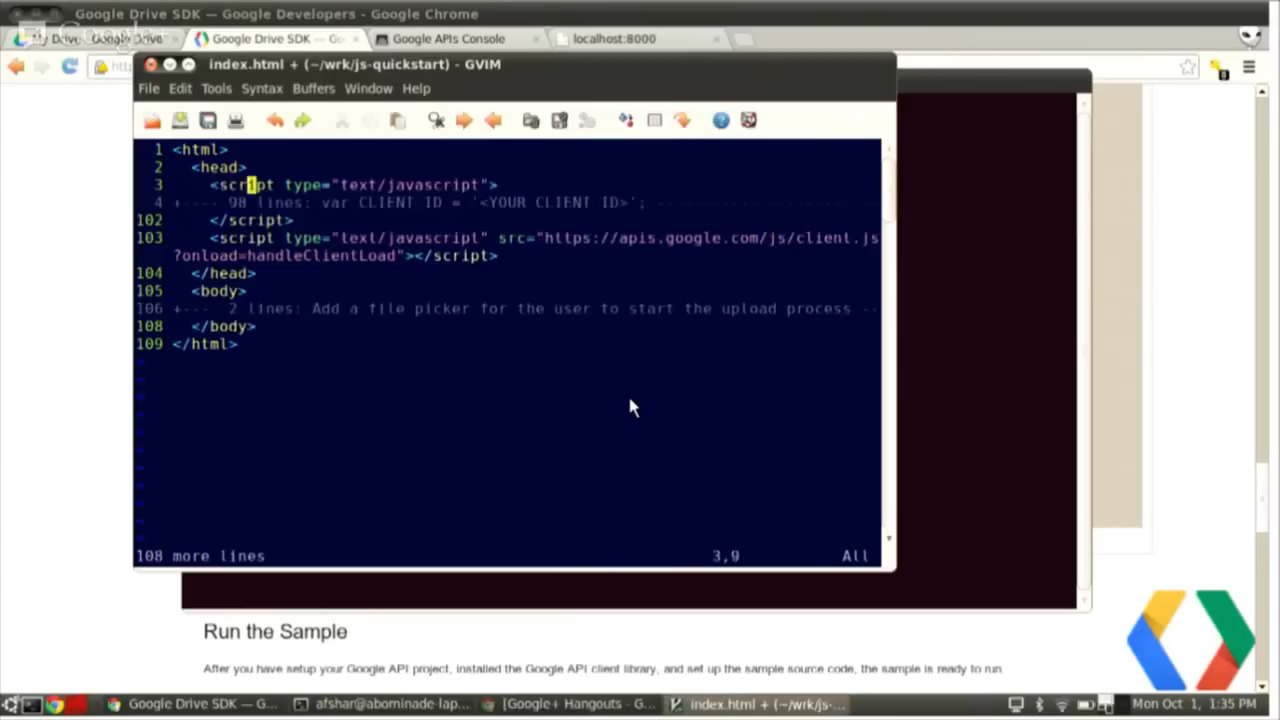 Google Drive SDK — Google Developers - Google Chrome
Google+
My Drive - Google Drive
Google Drive SDK — Go
Google APIs Console
localhost:8000
index.html + (~/wrk/js-quickstart) - GVIM
File Edit Tools Syntax Buffers Window Help
1 <html>
2 <head>
3 <script type="text/javascript">
4 +---- 98 lines: var CLIENT ID = '<YOUR CLIENT ID>';
102 </script>
103 <script type="text/javascript" src="https://apis.google.com/js/client.js
?onload=handleClientLoad"></script>
104 </head>
105 <body>
106 +--- 2 lines: Add a file picker for the user to start the upload process --
108 </body>
109 </html>
108 more lines 3,9 All
Run the Sample
After you have setup your Google API project, installed the Google API client library, and set up the sample source code, the sample is ready to run
Google Drive SDK — G...
afshar@abominade-lap...
[Google+ Hangouts - G...
index.html + (~/wrk/js-...
Mon Oct 1, 1:35 PM